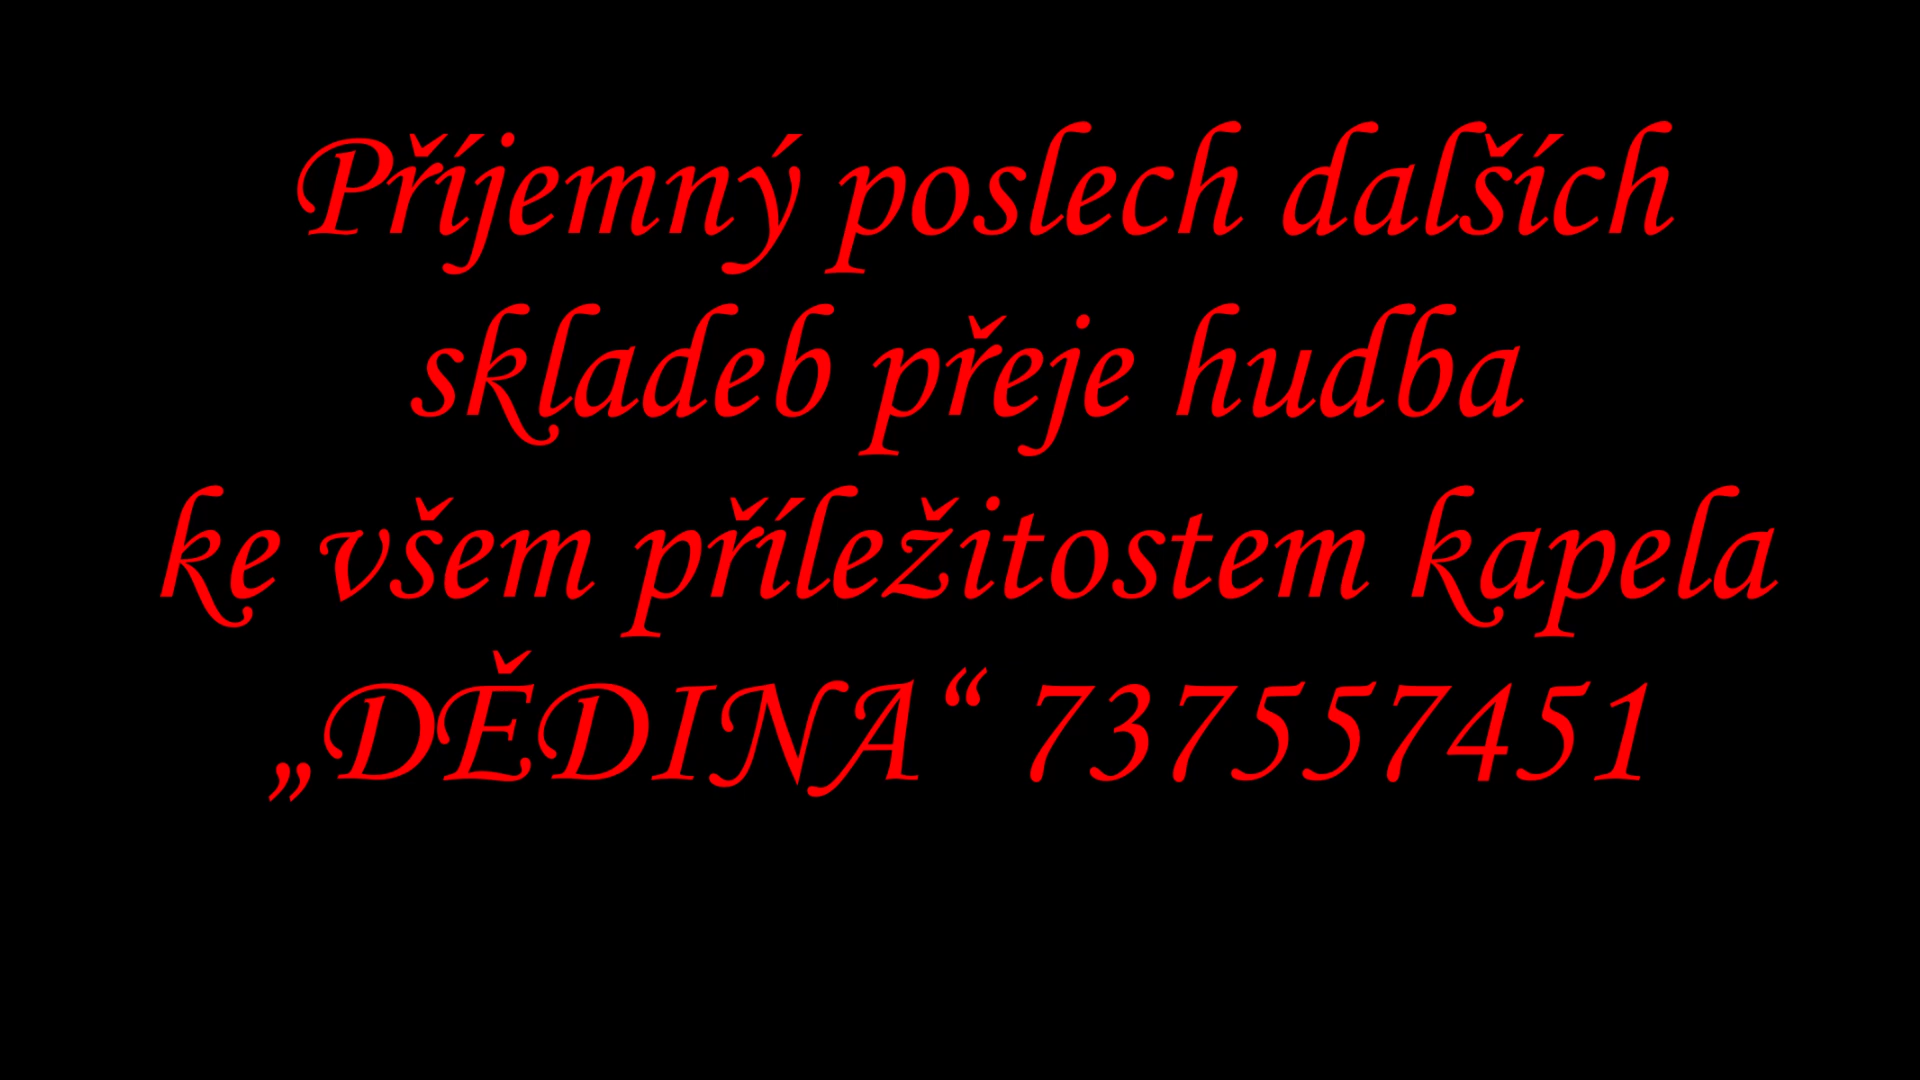 Příjemný poslech dalších
skladeb přeje hudba
ke všem příležitostem kapela
„DĚDINA“ 737557451